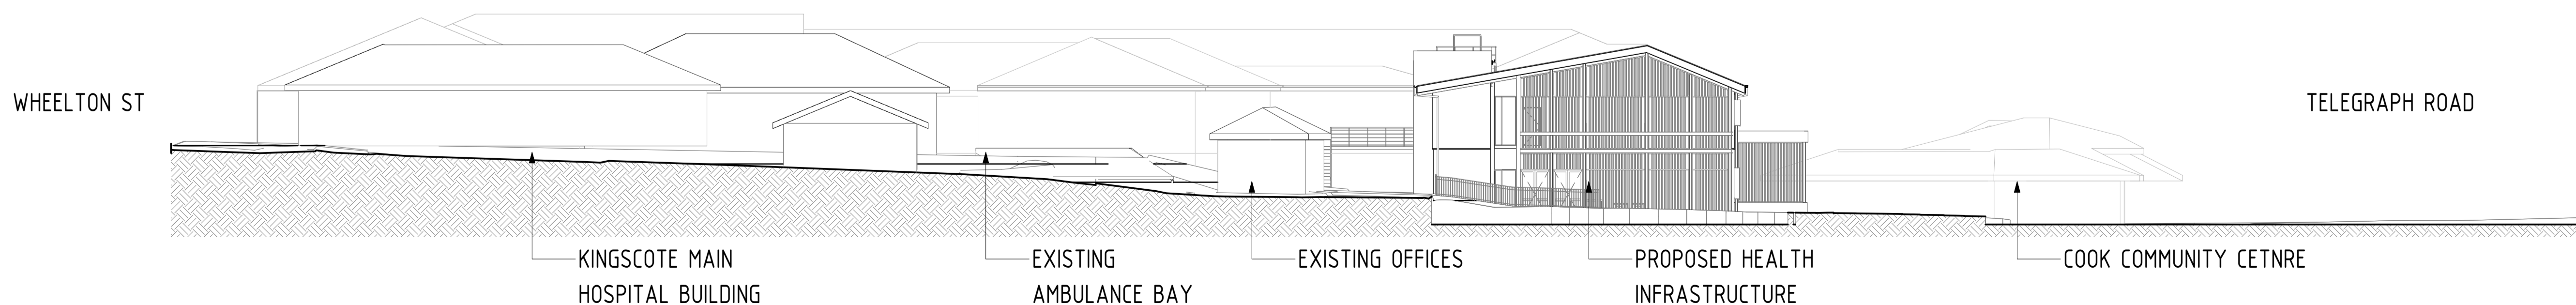 WHEELTON ST
TELEGRAPH ROAD
KINGSCOTE MAIN
HOSPITAL BUILDING
EXISTING
AMBULANCE BAY
EXISTING OFFICES
PROPOSED HEALTH
INFRASTRUCTURE
COOK COMMUNITY CETNRE